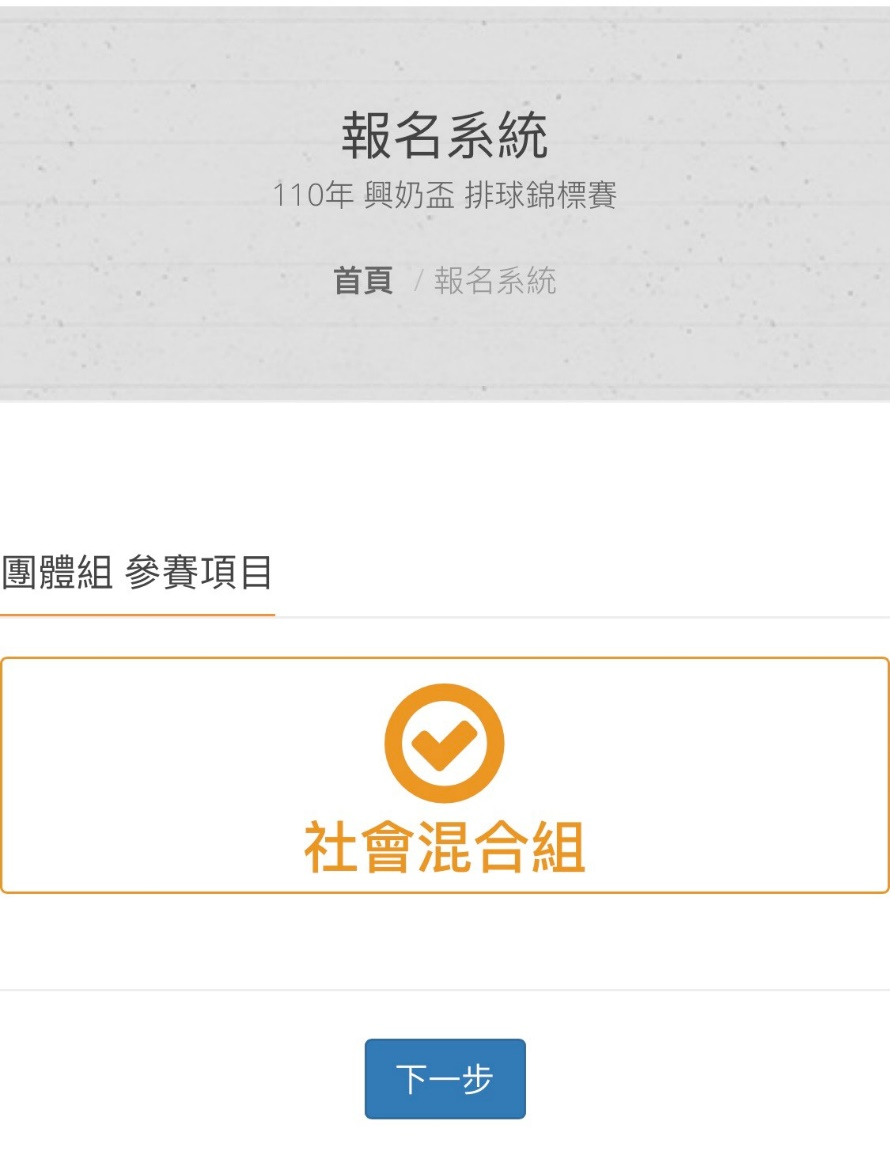 報名系統
110年 興奶盃 排球錦標賽
首頁 / 報名系統
團體組 參賽項目
社會混合組
下一步